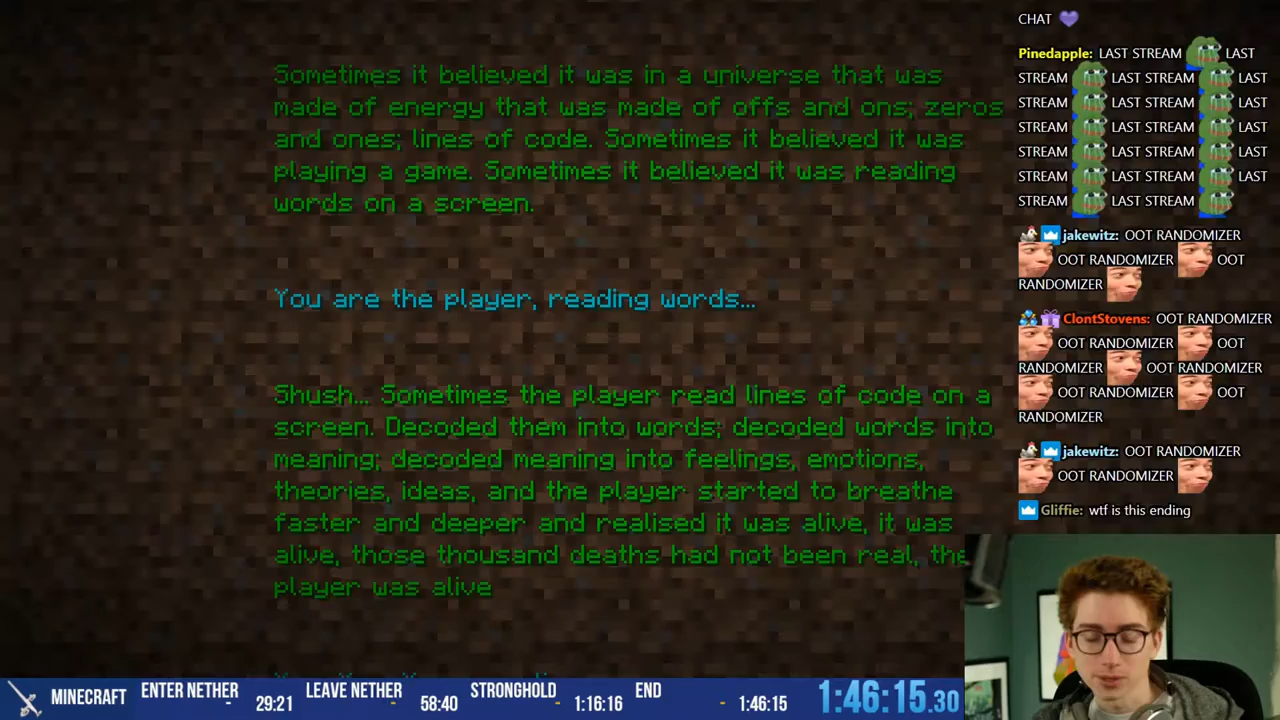 Sometimes it believed it was in a universe that was
made of energy that was made of offs and ons; zeros
and ones; lines of code. Sometimes it believed it was
playing a game. Sometimes it believed it was reading
words on a screen.
You are the player, reading words...
Shush... Sometimes the player read lines of code on a
screen. Decoded them into words; decoded words into
meaning; decoded meaning into feelings, emotions,
theories, ideas, and the player started to breathe
faster and deeper and realised it was alive, it was
alive, those thousand deaths had not been real, the
player was alive
CHAT
Pinedapple: LAST STREAM LAST
STREAM LAST STREAM LAST
STREAM LAST STREAM LAST
STREAM LAST STREAM LAST
STREAM LAST STREAM LAST
STREAM LAST STREAM LAST
STREAM LAST STREAM
jakewitz: OOT RANDOMIZER
OOT RANDOMIZER OOT
RANDOMIZER
ClontStovens: OOT RANDOMIZER
OOT RANDOMIZER OOT
RANDOMIZER OOT RANDOMIZER
OOT RANDOMIZER OOT
RANDOMIZER
jakewitz: OOT RANDOMIZER
OOT RANDOMIZER
Gliffie: wtf is this ending
MINECRAFT ENTER NETHER - 29:21 LEAVE NETHER - 58:40 STRONGHOLD - 1:16:16 END - 1:46:15 1:46:15.30